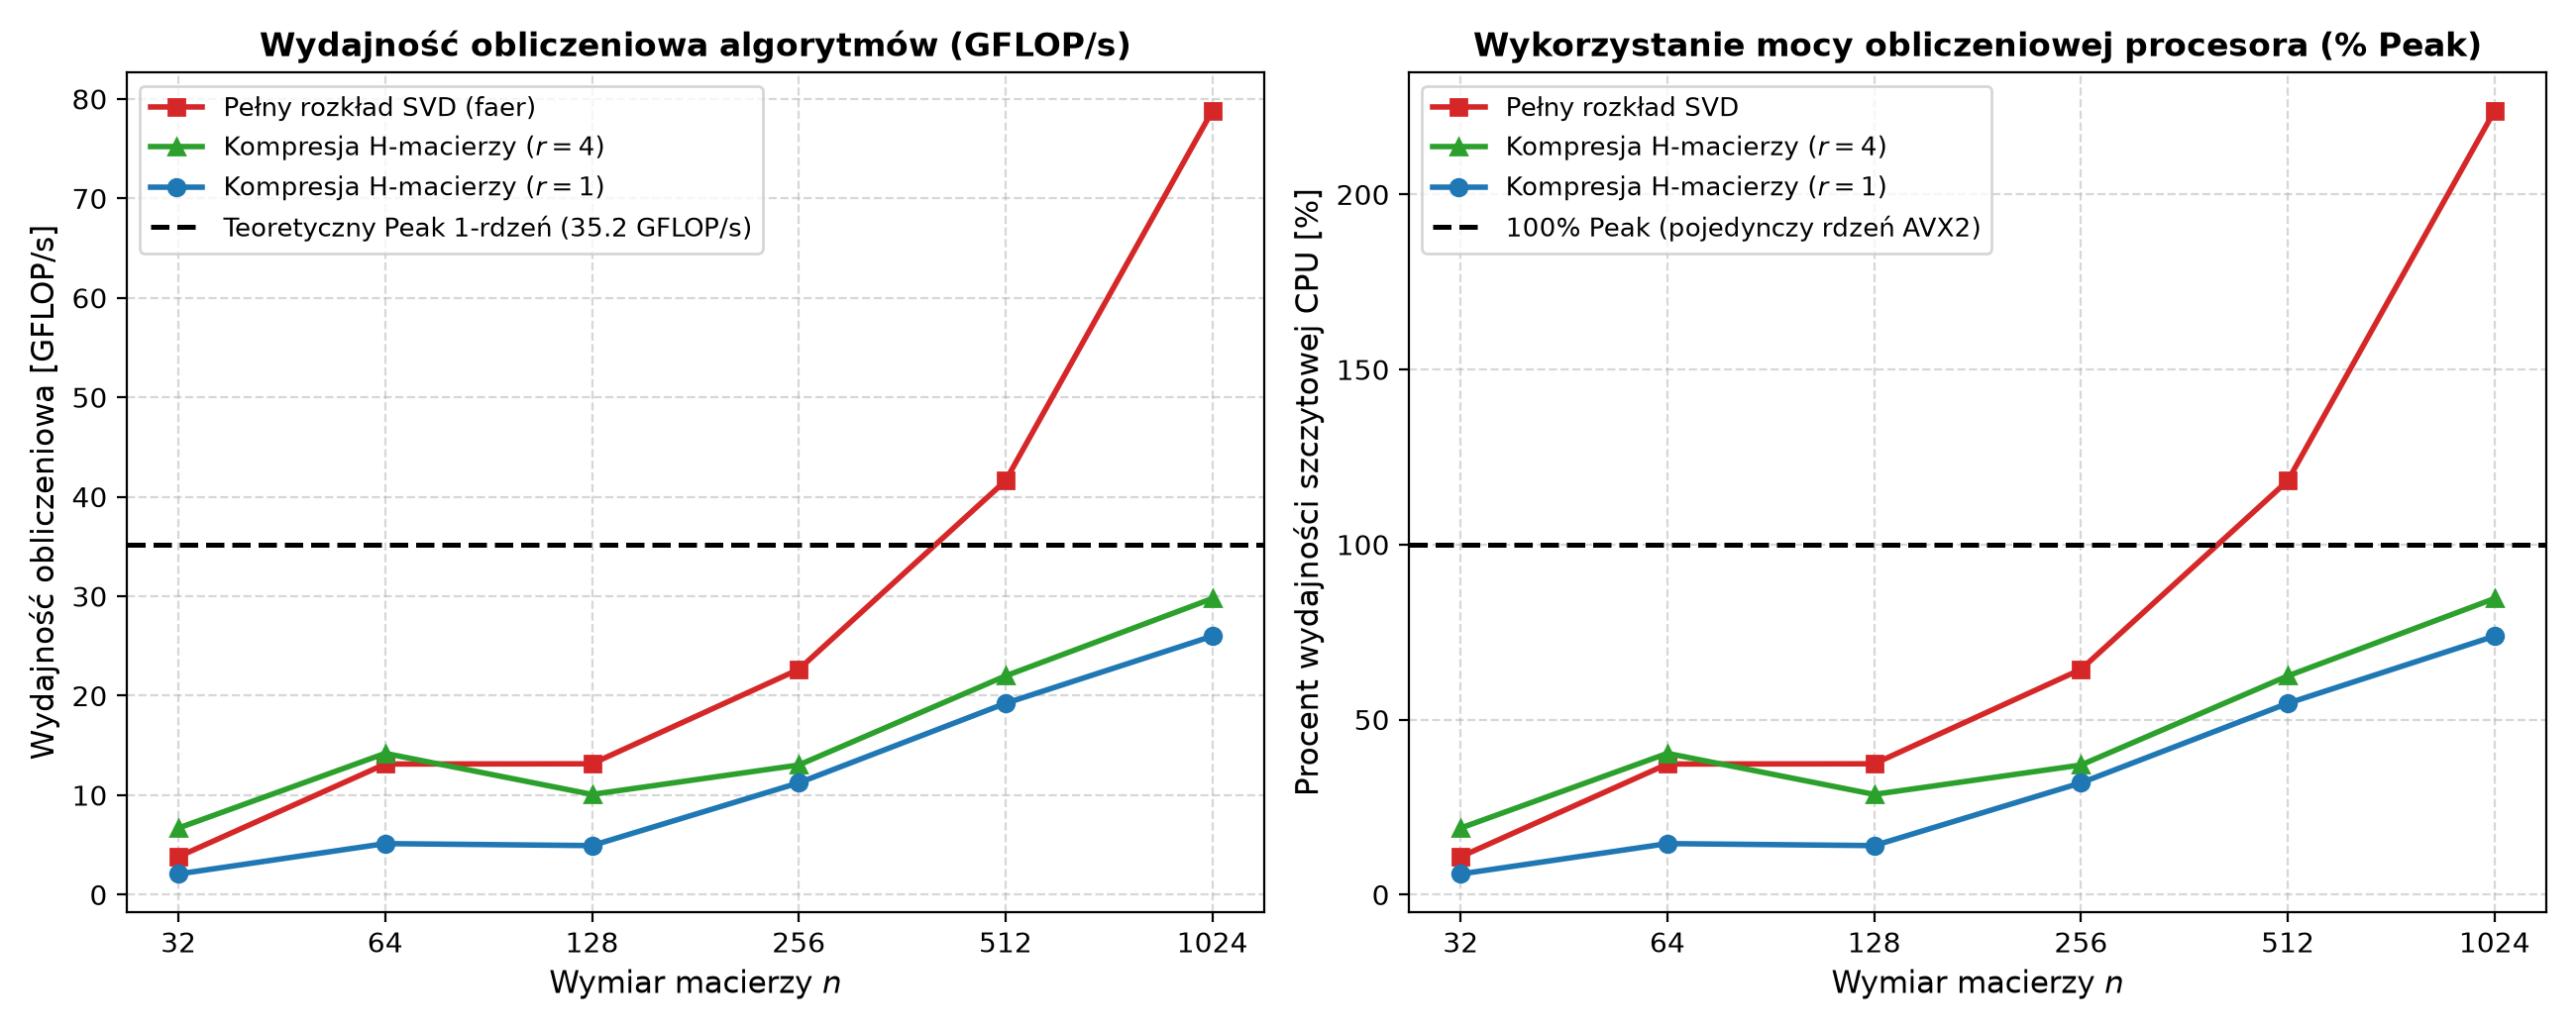 Wydajność obliczeniowa algorytmów (GFLOP/s)
Wydajność obliczeniowa [GFLOP/s]
80
70
60
50
40
30
20
10
0
Pełny rozkład SVD (faer)
Kompresja H-macierzy (r = 4)
Kompresja H-macierzy (r = 1)
Teoretyczny Peak 1-rdzeń (35.2 GFLOP/s)
32 64 128 256 512 1024
Wymiar macierzy n
Wykorzystanie mocy obliczeniowej procesora (% Peak)
Procent wydajności szczytowej CPU [%]
200
150
100
50
0
Pełny rozkład SVD
Kompresja H-macierzy (r = 4)
Kompresja H-macierzy (r = 1)
100% Peak (pojedynczy rdzeń AVX2)
32 64 128 256 512 1024
Wymiar macierzy n